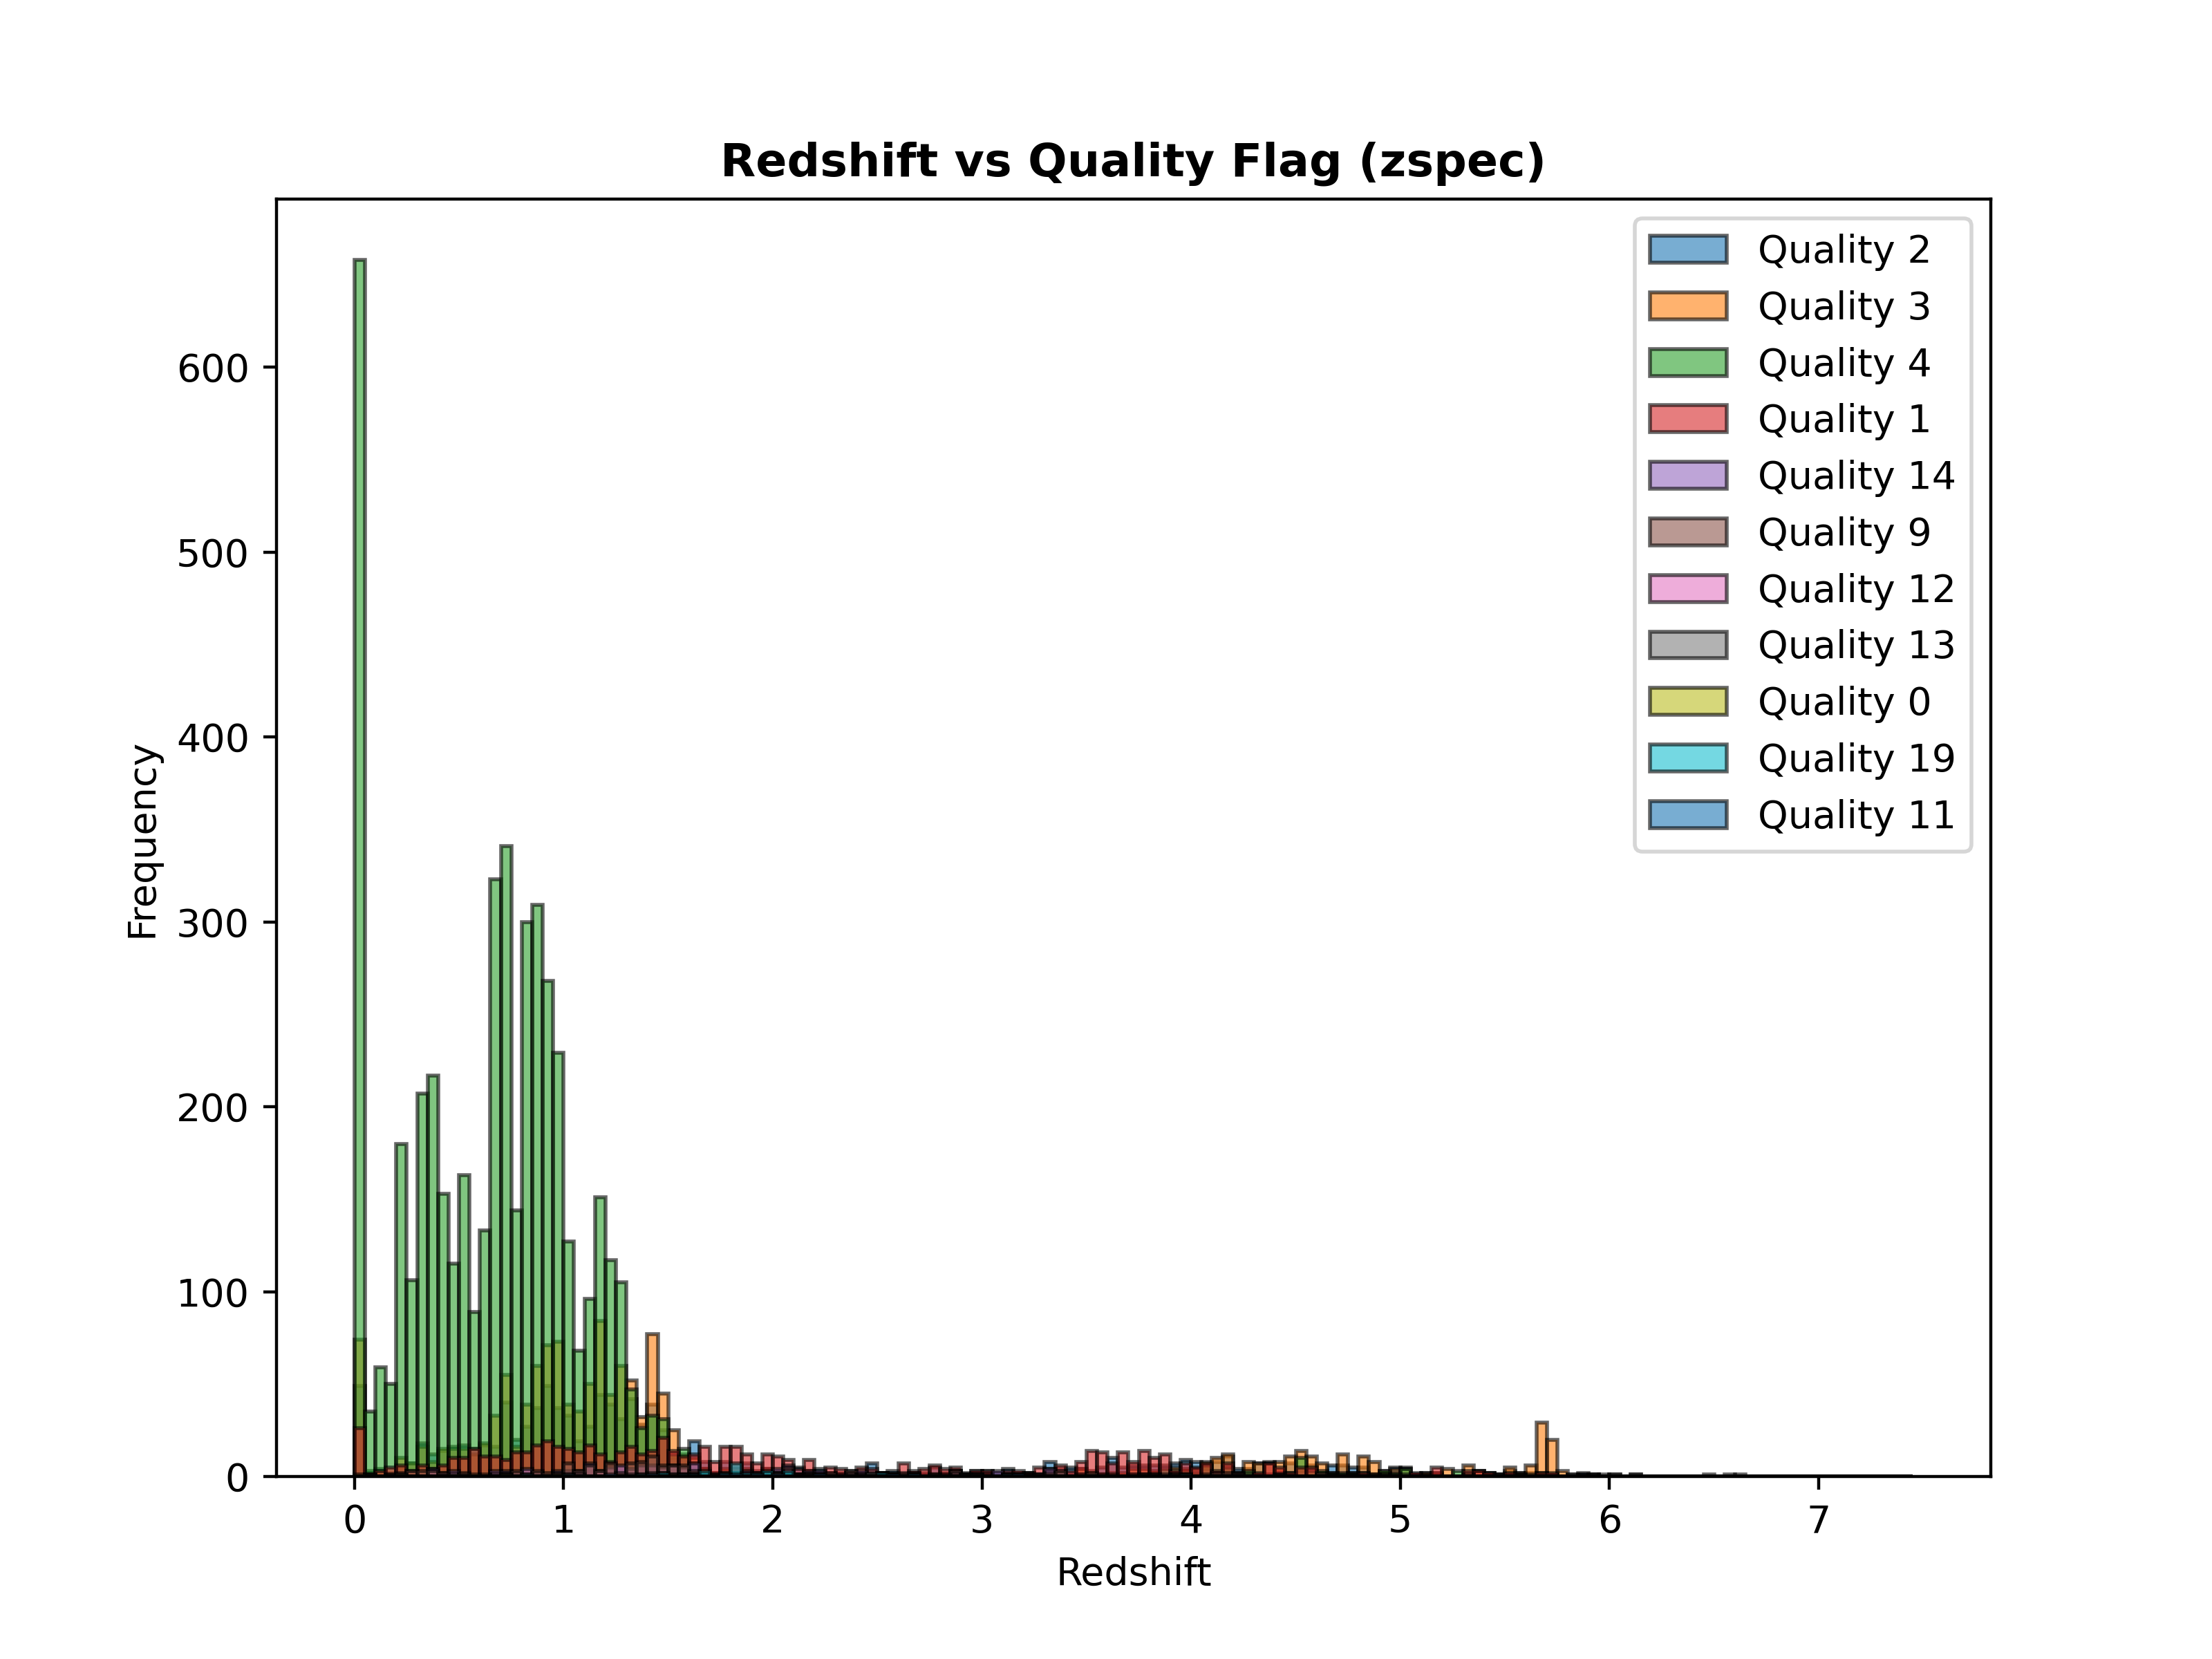 Redshift vs Quality Flag (zspec)
Quality 2
Quality 3
Quality 4
Quality 1
Quality 14
Quality 9
Quality 12
Quality 13
Quality 0
Quality 19
Quality 11
Frequency
600
500
400
300
200
100
0
0 1 2 3 4 5 6 7
Redshift